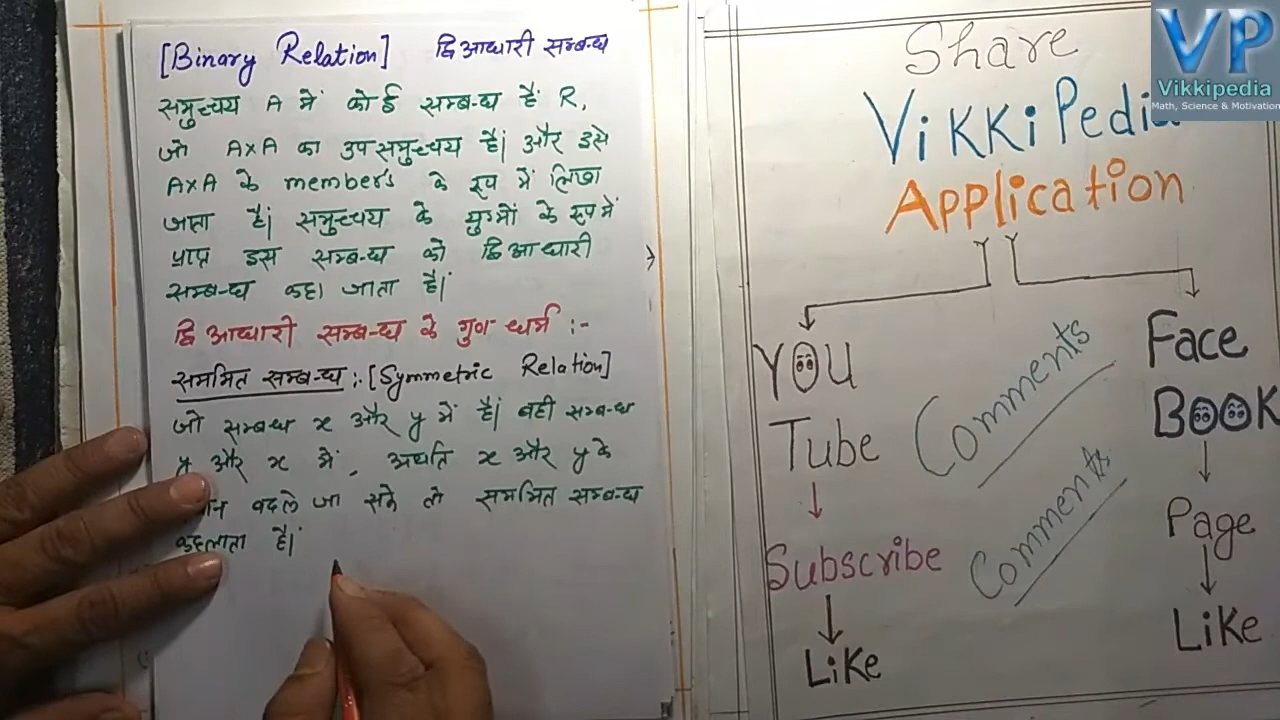 [Binary Relation] द्विआधारी सम्बन्ध
समुच्चय A में कोई सम्बन्ध हैं R,
जो A×A का उपसमुच्चय है। और इसे
A×A के member's के रूप में लिखा
जाता है। समुच्चय के युग्मों के रूप में
प्राप्त इस सम्बन्ध को द्विआधारी
सम्बन्ध कहा जाता है।
द्विआधारी सम्बन्ध के गुण धर्म :-
सममित सम्बन्ध :- [Symmetric Relation]
जो सम्बन्ध x और y में है। वही सम्बन्ध
y और x में, अर्थात x और y के
बदले जा सके तो सममित सम्बन्ध
कहलाता है।
Share
ViKKiPedia
Application
YOU
Tube
Subscribe
LiKe
Comments
Comments
Face
BOOK
Page
LiKe
VP
Vikkipedia
Math, Science & Motivation